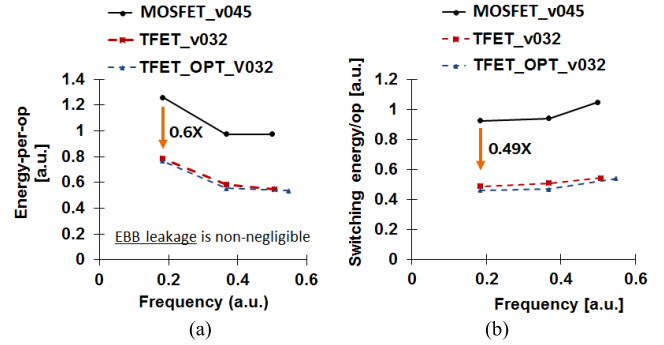 (a)
MOSFET_v045
TFET_v032
TFET_OPT_V032
Energy-per-op
[a.u.]
1.4
1.2
1
0.8
0.6
0.4
0.2
0
0.6X
EBB leakage is non-negligible
0
0.2
0.4
0.6
Frequency (a.u.)
(a)
(b)
MOSFET_v045
TFET_v032
TFET_OPT_v032
Switching energy/op [a.u.]
1.2
1
0.8
0.6
0.4
0.2
0
0.49X
0
0.2
0.4
0.6
Frequency [a.u.]
(b)